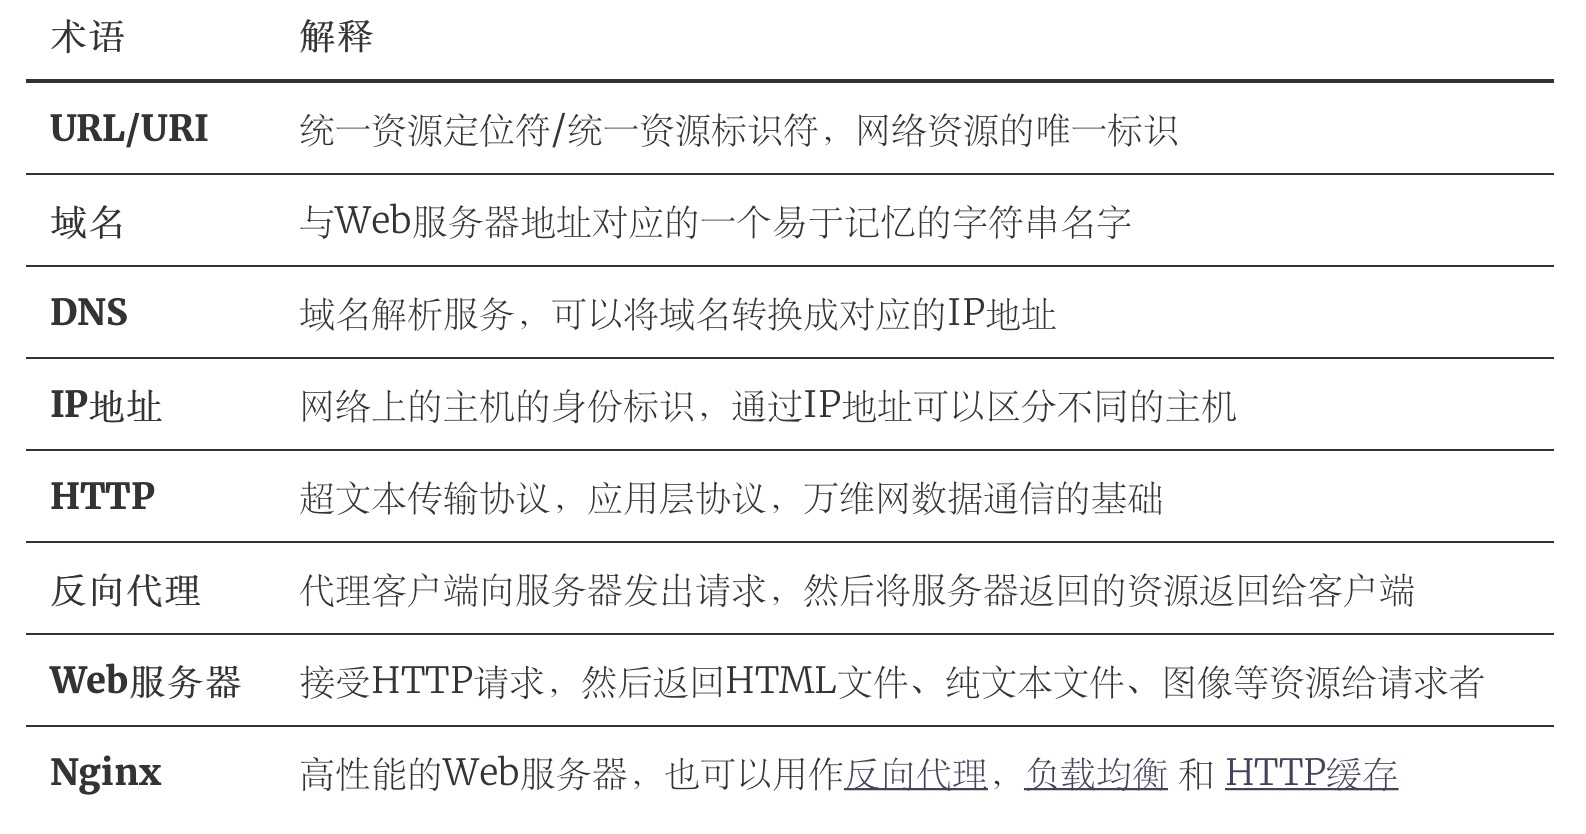 术语 解释
URL/URI 统一资源定位符/统一资源标识符，网络资源的唯一标识
域名 与Web服务器地址对应的一个易于记忆的字符串名字
DNS 域名解析服务，可以将域名转换成对应的IP地址
IP地址 网络上的主机的身份标识，通过IP地址可以区分不同的主机
HTTP 超文本传输协议，应用层协议，万维网数据通信的基础
反向代理 代理客户端向服务器发出请求，然后将服务器返回的资源返回给客户端
Web服务器 接受HTTP请求，然后返回HTML文件、纯文本文件、图像等资源给请求者
Nginx 高性能的Web服务器，也可以用作反向代理，负载均衡 和 HTTP缓存